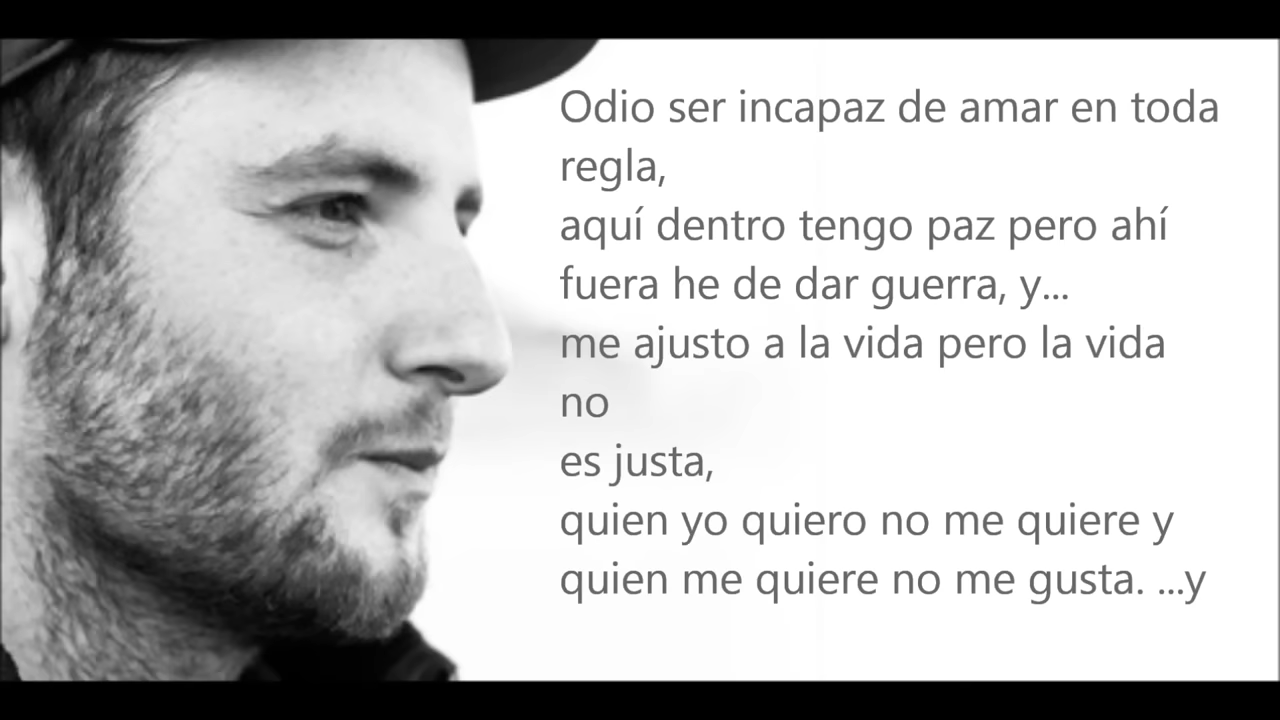 Odio ser incapaz de amar en toda
regla,
aquí dentro tengo paz pero ahí
fuera he de dar guerra, y...
me ajusto a la vida pero la vida
no
es justa,
quien yo quiero no me quiere y
quien me quiere no me gusta. ...y